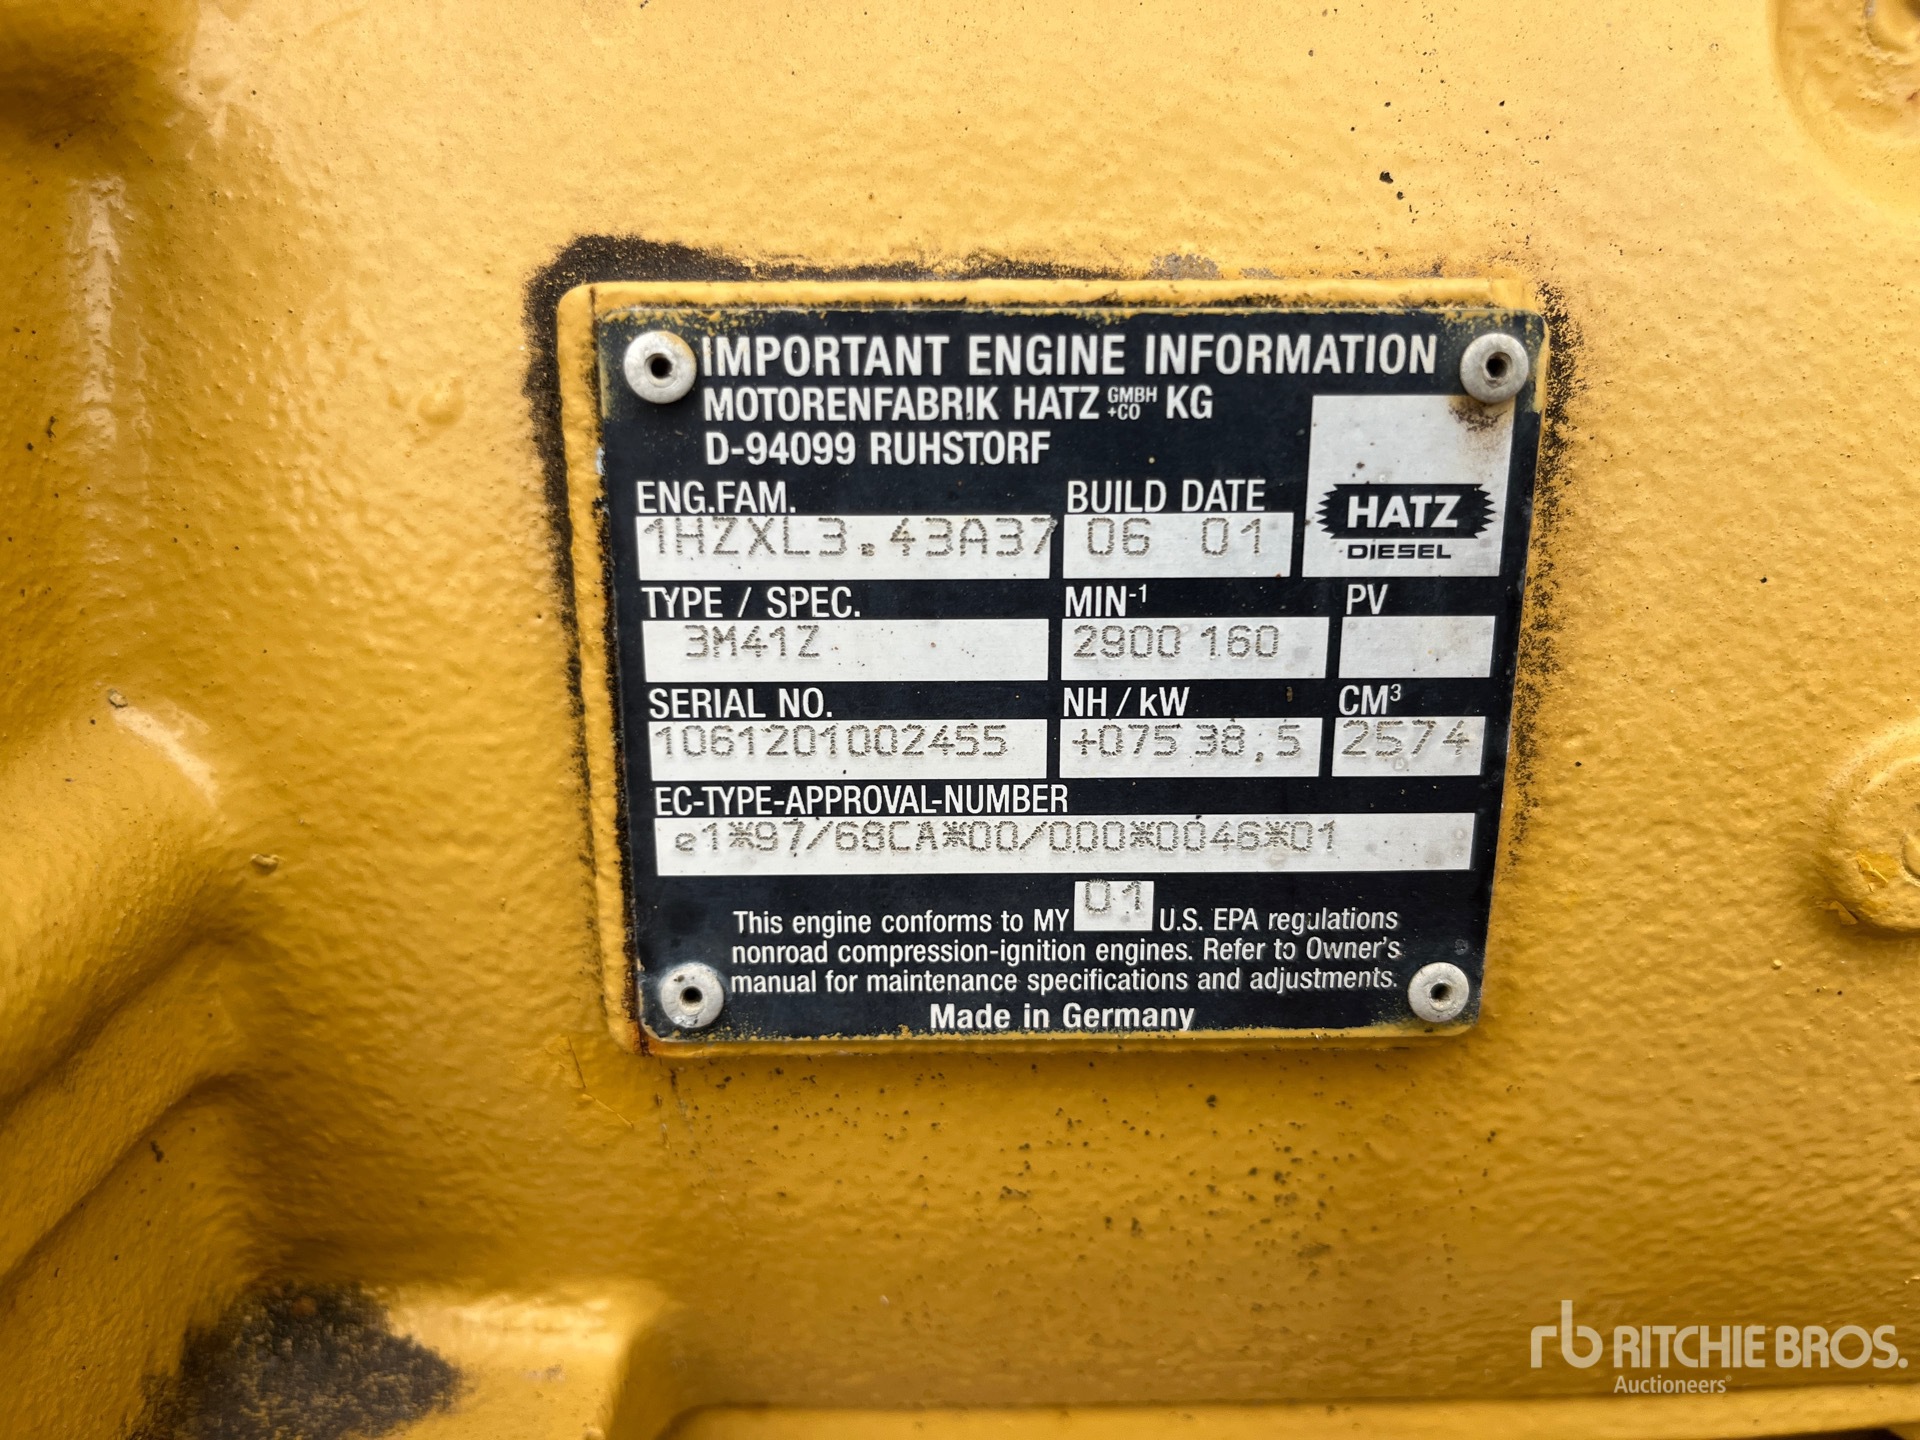 IMPORTANT ENGINE INFORMATION
MOTORENFABRIK HATZ GMBH +CO KG
D-94099 RUHSTORF
ENG.FAM. BUILD DATE
1HZXL3.43A37 06 01
HATZ
DIESEL
TYPE / SPEC. MIN-1 PV
3M41Z 2900 160
SERIAL NO. NH / kW CM3
1061201002455 +075 38,5 2574
EC-TYPE-APPROVAL-NUMBER
e1*97/68CA*00/000*0046*01
This engine conforms to MY 01 U.S. EPA regulations
nonroad compression-ignition engines. Refer to Owner's
manual for maintenance specifications and adjustments.
Made in Germany
rb RITCHIE BROS.
Auctioneers